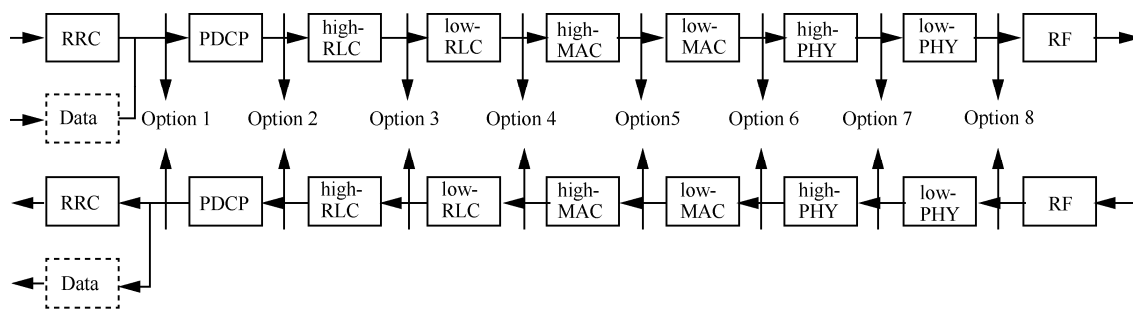 RRC PDCP high-RLC low-RLC high-MAC low-MAC high-PHY low-PHY RF
Data Option 1 Option 2 Option 3 Option 4 Option5 Option 6 Option 7 Option 8
RRC PDCP high-RLC low-RLC high-MAC low-MAC high-PHY low-PHY RF
Data